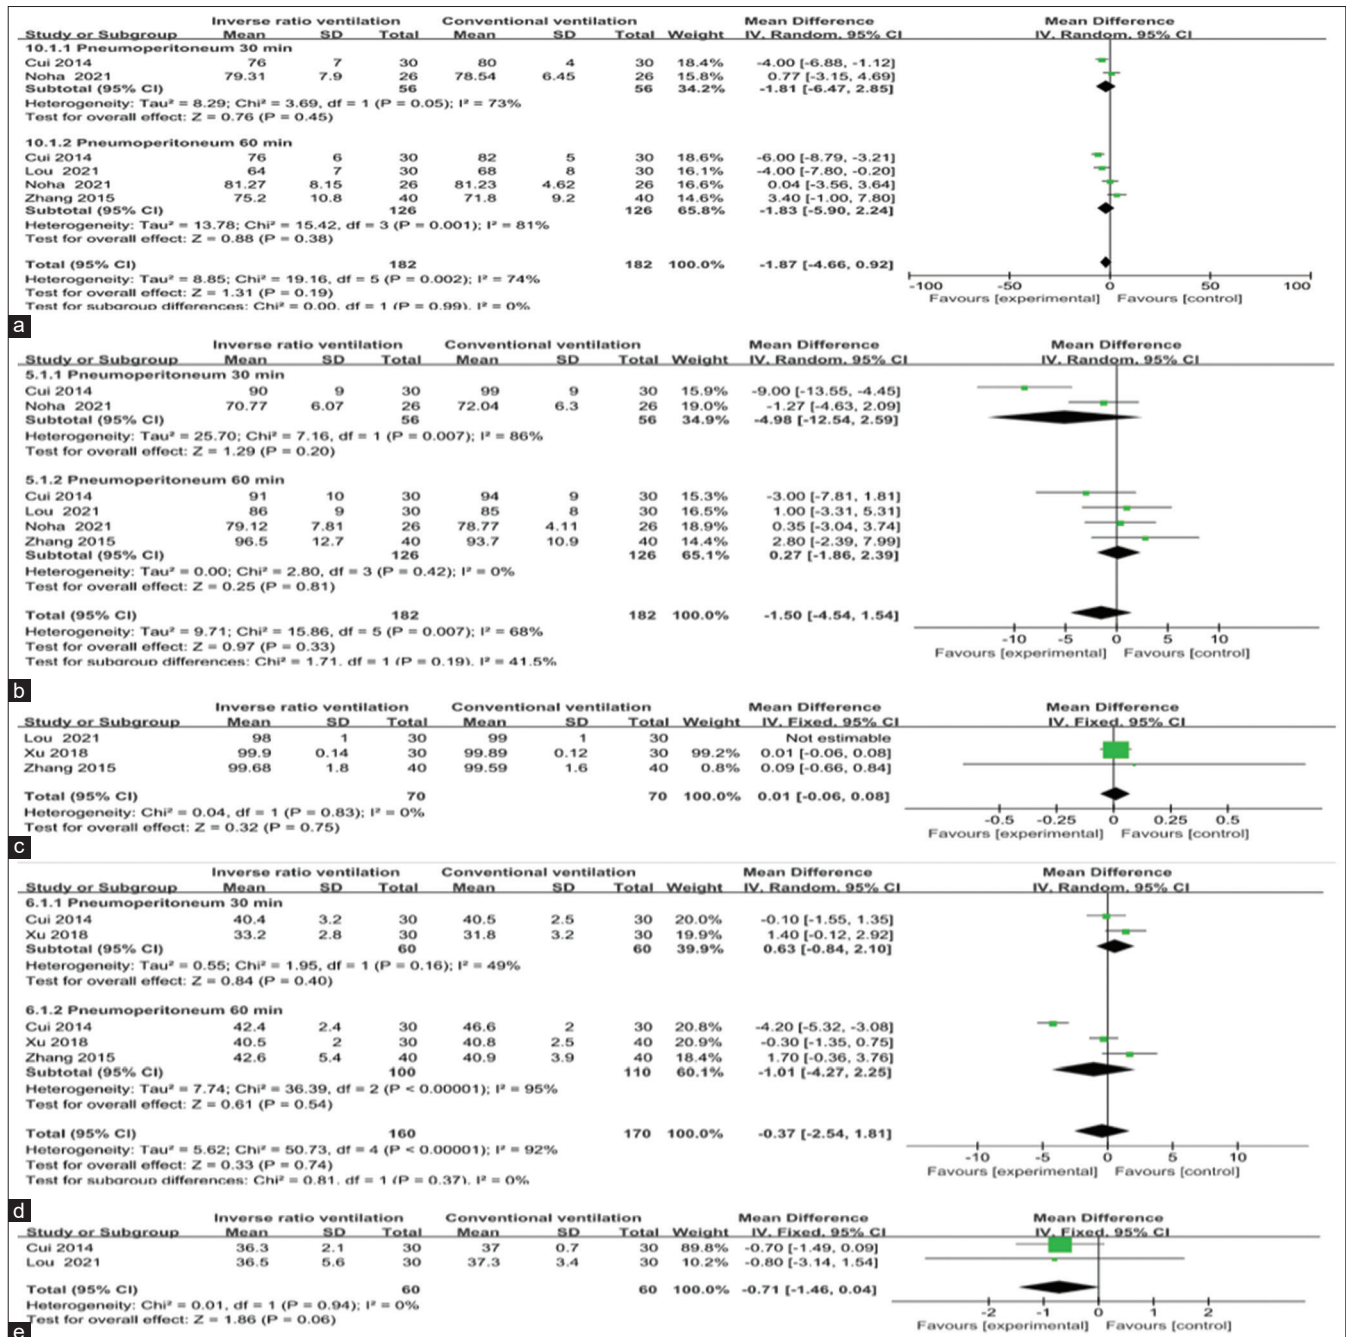 Inverse ratio ventilation Conventional ventilation Mean Difference Mean Difference
Study or Subgroup Mean SD Total Mean SD Total Weight IV, Random, 95% CI IV, Random, 95% CI
10.1.1 Pneumoperitoneum 30 min
Cui 2014 76 7 30 80 4 30 18.4% -4.00 [-6.88, -1.12]
Noha 2021 79.31 7.9 26 78.54 6.45 26 15.8% 0.77 [-3.15, 4.69]
Subtotal (95% CI) 56 56 34.2% -1.81 [-6.47, 2.85]
Heterogeneity: Tau² = 8.29; Chi² = 3.69, df = 1 (P = 0.05); I² = 73%
Test for overall effect: Z = 0.76 (P = 0.45)
10.1.2 Pneumoperitoneum 60 min
Cui 2014 76 6 30 82 5 30 18.6% -6.00 [-8.79, -3.21]
Lou 2021 64 7 30 68 8 30 16.1% -4.00 [-7.80, -0.20]
Noha 2021 81.27 8.15 26 81.23 4.62 26 16.6% 0.04 [-3.56, 3.64]
Zhang 2015 75.2 10.8 40 71.8 9.2 40 14.6% 3.40 [-1.00, 7.80]
Subtotal (95% CI) 126 126 65.8% -1.83 [-5.90, 2.24]
Heterogeneity: Tau² = 13.78; Chi² = 15.42, df = 3 (P = 0.001); I² = 81%
Test for overall effect: Z = 0.88 (P = 0.38)
Total (95% CI) 182 182 100.0% -1.87 [-4.66, 0.92]
Heterogeneity: Tau² = 8.85; Chi² = 19.16, df = 5 (P = 0.002); I² = 74%
Test for overall effect: Z = 1.31 (P = 0.19)
Test for subgroup differences: Chi² = 0.00, df = 1 (P = 0.99), I² = 0%
-100 -50 0 50 100
Favours [experimental] Favours [control]
a
Inverse ratio ventilation Conventional ventilation Mean Difference Mean Difference
Study or Subgroup Mean SD Total Mean SD Total Weight IV, Random, 95% CI IV, Random, 95% CI
5.1.1 Pneumoperitoneum 30 min
Cui 2014 90 9 30 99 9 30 15.9% -9.00 [-13.55, -4.45]
Noha 2021 70.77 6.07 26 72.04 6.3 26 19.0% -1.27 [-4.63, 2.09]
Subtotal (95% CI) 56 56 34.9% -4.98 [-12.54, 2.59]
Heterogeneity: Tau² = 25.70; Chi² = 7.16, df = 1 (P = 0.007); I² = 86%
Test for overall effect: Z = 1.29 (P = 0.20)
5.1.2 Pneumoperitoneum 60 min
Cui 2014 91 10 30 94 9 30 15.3% -3.00 [-7.81, 1.81]
Lou 2021 86 9 30 85 8 30 16.5% 1.00 [-3.31, 5.31]
Noha 2021 79.12 7.81 26 78.77 4.11 26 18.9% 0.35 [-3.04, 3.74]
Zhang 2015 96.5 12.7 40 93.7 10.9 40 14.4% 2.80 [-2.39, 7.99]
Subtotal (95% CI) 126 126 65.1% 0.27 [-1.86, 2.39]
Heterogeneity: Tau² = 0.00; Chi² = 2.80, df = 3 (P = 0.42); I² = 0%
Test for overall effect: Z = 0.25 (P = 0.81)
Total (95% CI) 182 182 100.0% -1.50 [-4.54, 1.54]
Heterogeneity: Tau² = 9.71; Chi² = 15.86, df = 5 (P = 0.007); I² = 68%
Test for overall effect: Z = 0.97 (P = 0.33)
Test for subgroup differences: Chi² = 1.71, df = 1 (P = 0.19), I² = 41.5%
-10 -5 0 5 10
Favours [experimental] Favours [control]
b
Inverse ratio ventilation Conventional ventilation Mean Difference Mean Difference
Study or Subgroup Mean SD Total Mean SD Total Weight IV, Fixed, 95% CI IV, Fixed, 95% CI
Lou 2021 98 1 30 99 1 30 Not estimable
Xu 2018 99.9 0.14 30 99.89 0.12 30 99.2% 0.01 [-0.06, 0.08]
Zhang 2015 99.68 1.8 40 99.59 1.6 40 0.8% 0.09 [-0.66, 0.84]
Total (95% CI) 70 70 100.0% 0.01 [-0.06, 0.08]
Heterogeneity: Chi² = 0.04, df = 1 (P = 0.83); I² = 0%
Test for overall effect: Z = 0.32 (P = 0.75)
-0.5 -0.25 0 0.25 0.5
Favours [experimental] Favours [control]
c
Inverse ratio ventilation Conventional ventilation Mean Difference Mean Difference
Study or Subgroup Mean SD Total Mean SD Total Weight IV, Random, 95% CI IV, Random, 95% CI
6.1.1 Pneumoperitoneum 30 min
Cui 2014 40.4 3.2 30 40.5 2.5 30 20.0% -0.10 [-1.55, 1.35]
Xu 2018 33.2 2.8 30 31.8 3.2 30 19.9% 1.40 [-0.12, 2.92]
Subtotal (95% CI) 60 60 39.9% 0.63 [-0.84, 2.10]
Heterogeneity: Tau² = 0.55; Chi² = 1.95, df = 1 (P = 0.16); I² = 49%
Test for overall effect: Z = 0.84 (P = 0.40)
6.1.2 Pneumoperitoneum 60 min
Cui 2014 42.4 2.4 30 46.6 2 30 20.8% -4.20 [-5.32, -3.08]
Xu 2018 40.5 2 30 40.8 2.5 40 20.9% -0.30 [-1.35, 0.75]
Zhang 2015 42.6 5.4 40 40.9 3.9 40 18.4% 1.70 [-0.36, 3.76]
Subtotal (95% CI) 100 110 60.1% -1.01 [-4.27, 2.25]
Heterogeneity: Tau² = 7.74; Chi² = 36.39, df = 2 (P < 0.00001); I² = 95%
Test for overall effect: Z = 0.61 (P = 0.54)
Total (95% CI) 160 170 100.0% -0.37 [-2.54, 1.81]
Heterogeneity: Tau² = 5.62; Chi² = 50.73, df = 4 (P < 0.00001); I² = 92%
Test for overall effect: Z = 0.33 (P = 0.74)
Test for subgroup differences: Chi² = 0.81, df = 1 (P = 0.37), I² = 0%
-10 -5 0 5 10
Favours [experimental] Favours [control]
d
Inverse ratio ventilation Conventional ventilation Mean Difference Mean Difference
Study or Subgroup Mean SD Total Mean SD Total Weight IV, Fixed, 95% CI IV, Fixed, 95% CI
Cui 2014 36.3 2.1 30 37 0.7 30 89.8% -0.70 [-1.49, 0.09]
Lou 2021 36.5 5.6 30 37.3 3.4 30 10.2% -0.80 [-3.14, 1.54]
Total (95% CI) 60 60 100.0% -0.71 [-1.46, 0.04]
Heterogeneity: Chi² = 0.01, df = 1 (P = 0.94); I² = 0%
Test for overall effect: Z = 1.86 (P = 0.06)
-2 -1 0 1 2
Favours [experimental] Favours [control]
e